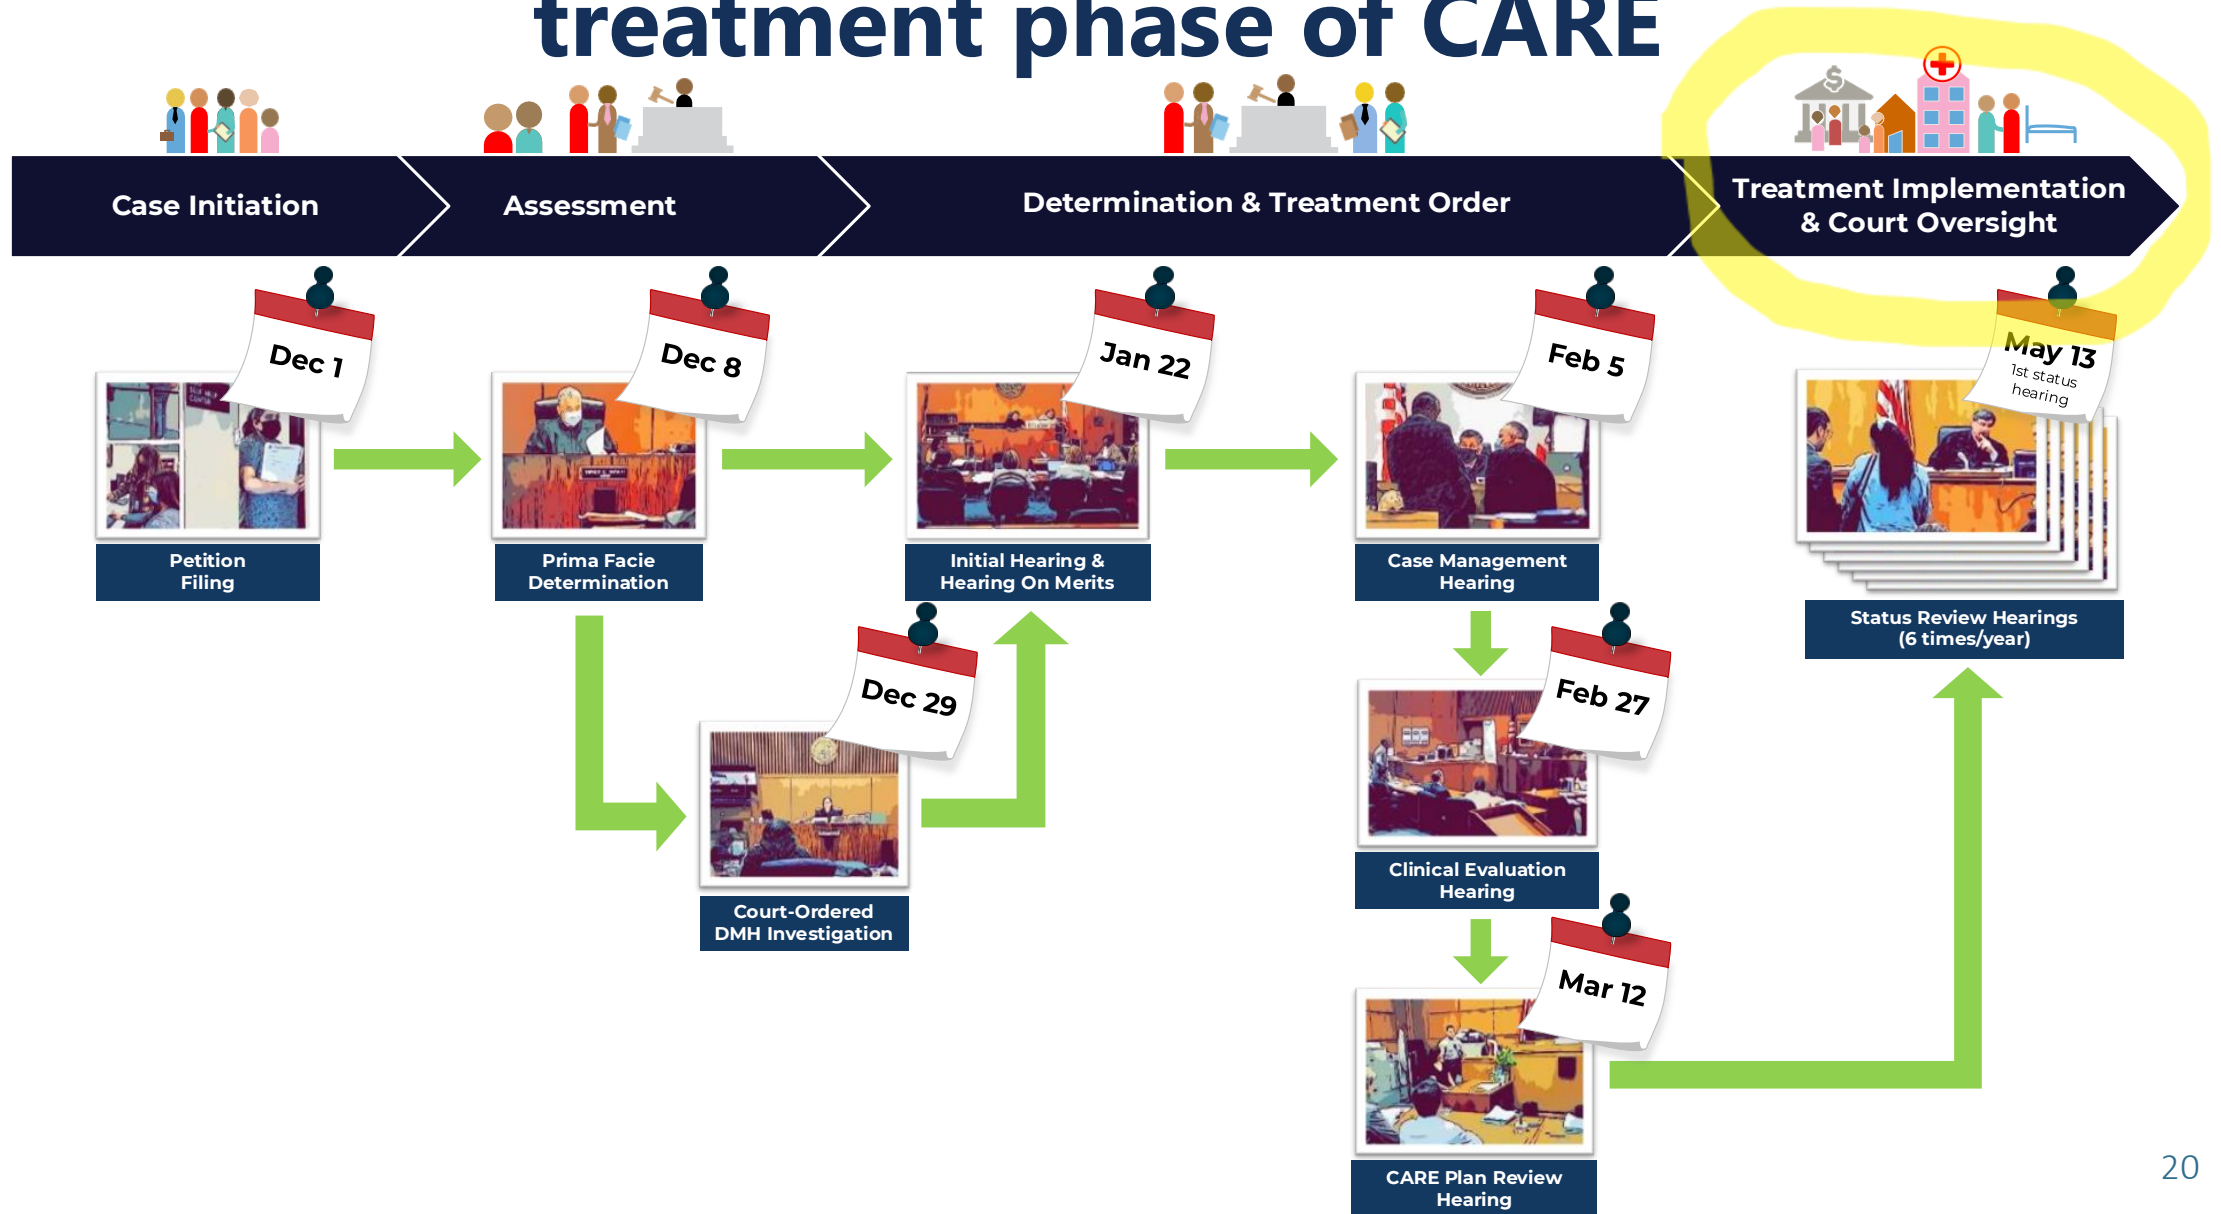 treatment phase of CARE
Case Initiation
Assessment
Determination & Treatment Order
Treatment Implementation
& Court Oversight
Dec 1
Dec 8
Jan 22
Feb 5
May 13
1st status
hearing
Petition
Filing
Prima Facie
Determination
Initial Hearing &
Hearing On Merits
Case Management
Hearing
Status Review Hearings
(6 times/year)
Dec 29
Feb 27
Court-Ordered
DMH Investigation
Clinical Evaluation
Hearing
Mar 12
CARE Plan Review
Hearing
20